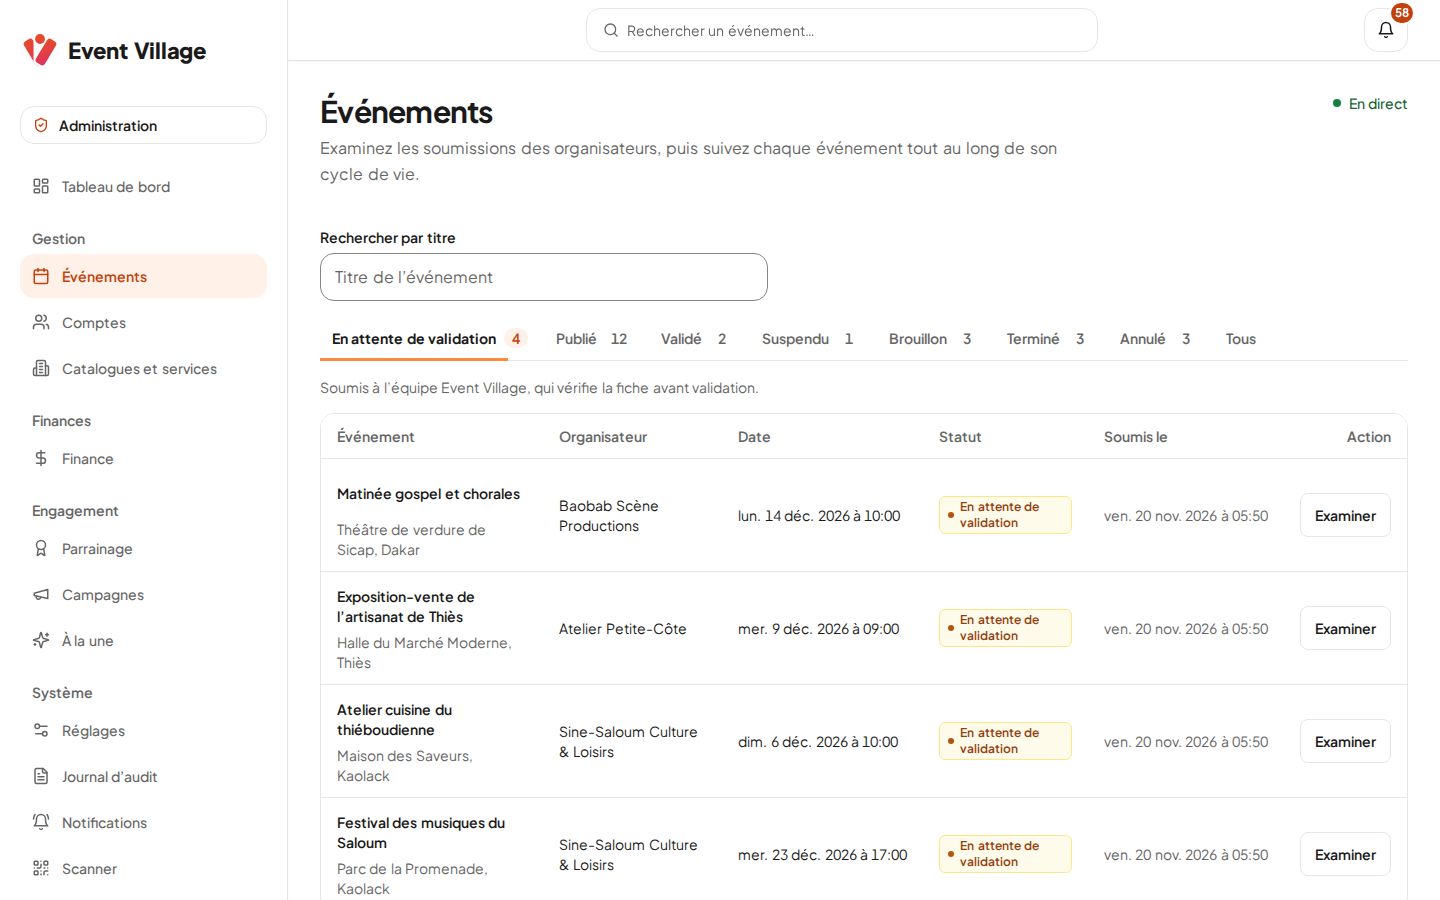 Event Village
Administration
Tableau de bord
Gestion
Événements
Comptes
Catalogues et services
Finances
Finance
Engagement
Parrainage
Campagnes
À la une
Système
Réglages
Journal d’audit
Notifications
Scanner
Rechercher un événement…
58
Événements
En direct
Examinez les soumissions des organisateurs, puis suivez chaque événement tout au long de son
cycle de vie.
Rechercher par titre
Titre de l’événement
En attente de validation 4 Publié 12 Validé 2 Suspendu 1 Brouillon 3 Terminé 3 Annulé 3 Tous
Soumis à l’équipe Event Village, qui vérifie la fiche avant validation.
Événement Organisateur Date Statut Soumis le Action
Matinée gospel et chorales
Théâtre de verdure de
Sicap, Dakar
Baobab Scène
Productions
lun. 14 déc. 2026 à 10:00
En attente de
validation
ven. 20 nov. 2026 à 05:50
Examiner
Exposition-vente de
l’artisanat de Thiès
Halle du Marché Moderne,
Thiès
Atelier Petite-Côte
mer. 9 déc. 2026 à 09:00
En attente de
validation
ven. 20 nov. 2026 à 05:50
Examiner
Atelier cuisine du
thiéboudienne
Maison des Saveurs,
Kaolack
Sine-Saloum Culture
& Loisirs
dim. 6 déc. 2026 à 10:00
En attente de
validation
ven. 20 nov. 2026 à 05:50
Examiner
Festival des musiques du
Saloum
Parc de la Promenade,
Kaolack
Sine-Saloum Culture
& Loisirs
mer. 23 déc. 2026 à 17:00
En attente de
validation
ven. 20 nov. 2026 à 05:50
Examiner